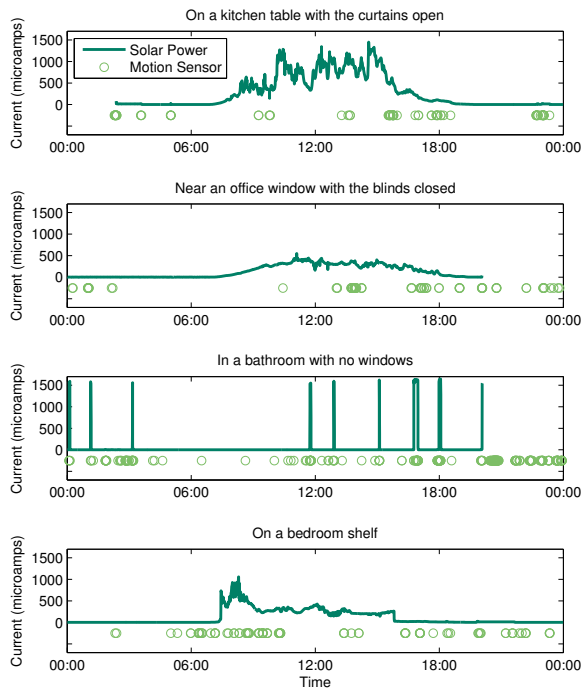 On a kitchen table with the curtains open
1500
1000
500
0
Current (microamps)
Solar Power
Motion Sensor
00:00 06:00 12:00 18:00 00:00
Near an office window with the blinds closed
1500
1000
500
0
Current (microamps)
00:00 06:00 12:00 18:00 00:00
In a bathroom with no windows
1500
1000
500
0
Current (microamps)
00:00 06:00 12:00 18:00 00:00
On a bedroom shelf
1500
1000
500
0
Current (microamps)
00:00 06:00 12:00 18:00 00:00
Time